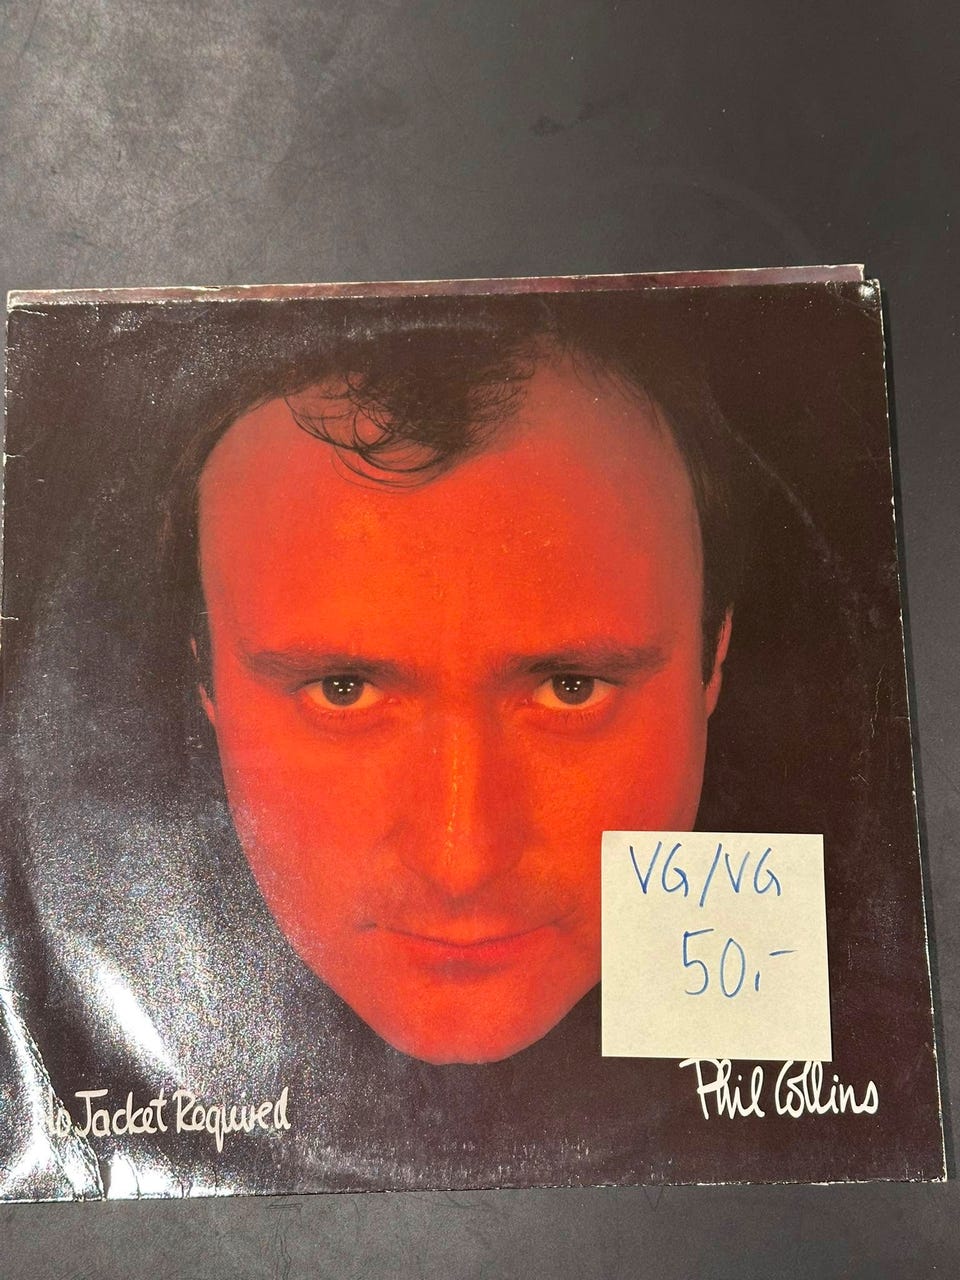 VG/VG
50,-
No Jacket Required
Phil Collins